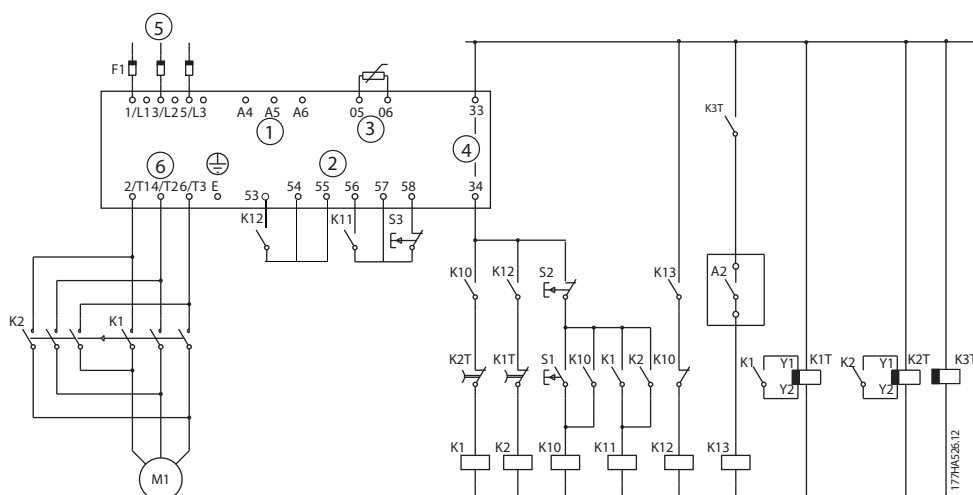 5
F1
1/L1 3/L2 5/L3 A4 A5 A6 05 06 33
1 3 4
6 2
2/T1 4/T2 6/T3 E 53 54 55 56 57 58 34
K12 K11 S3
K3T
K10 K12 S2 K13 A2
K2 K1
K2T K1T S1 K10 K1 K2 K10 K1 Y1 K1T K2 Y1 K2T K3T
Y2 Y2
K1 K2 K10 K11 K12 K13
M1
177HA526.12